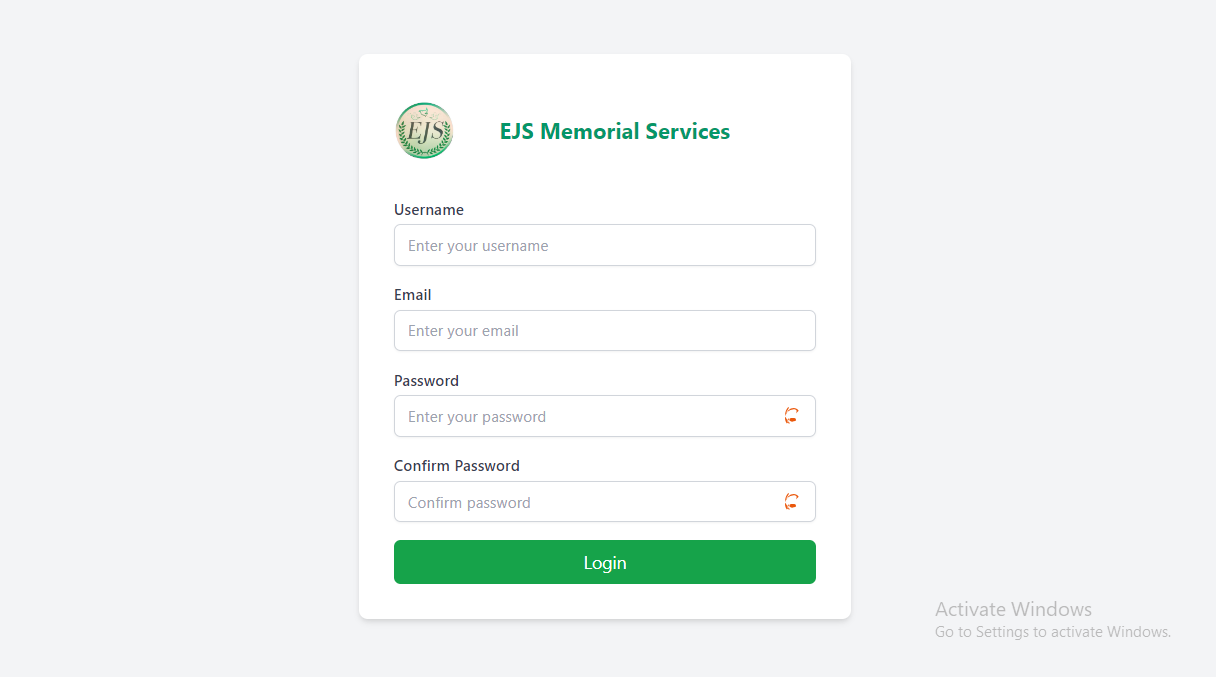 EJS
EJS Memorial Services
Username
Enter your username
Email
Enter your email
Password
Enter your password
Confirm Password
Confirm password
Login
Activate Windows
Go to Settings to activate Windows.